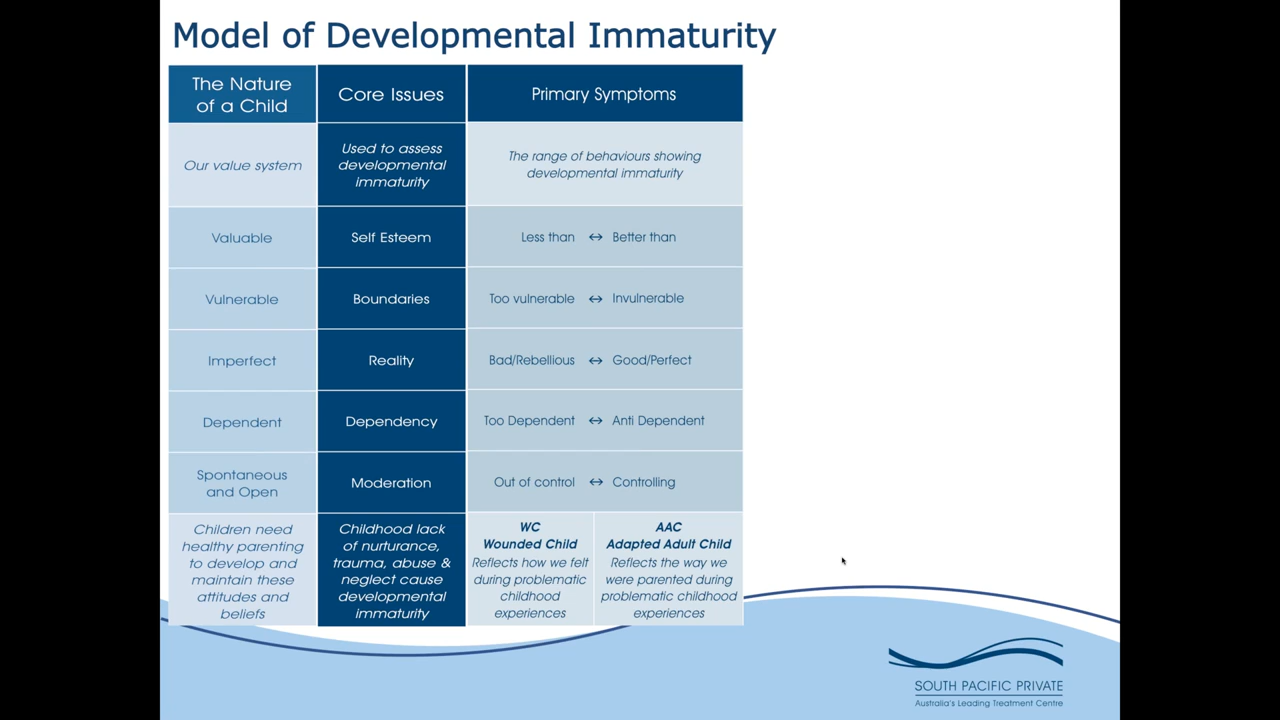 Model of Developmental Immaturity
The Nature
of a Child
Core Issues
Primary Symptoms
Our value system
Used to assess
developmental
immaturity
The range of behaviours showing
developmental immaturity
Valuable
Self Esteem
Less than ↔ Better than
Vulnerable
Boundaries
Too vulnerable ↔ Invulnerable
Imperfect
Reality
Bad/Rebellious ↔ Good/Perfect
Dependent
Dependency
Too Dependent ↔ Anti Dependent
Spontaneous
and Open
Moderation
Out of control ↔ Controlling
Children need
healthy parenting
to develop and
maintain these
attitudes and
beliefs
Childhood lack
of nurturance,
trauma, abuse &
neglect cause
developmental
immaturity
WC
Wounded Child
Reflects how we felt
during problematic
childhood
experiences
AAC
Adapted Adult Child
Reflects the way we
were parented during
problematic childhood
experiences
SOUTH PACIFIC PRIVATE
Australia's Leading Treatment Centre